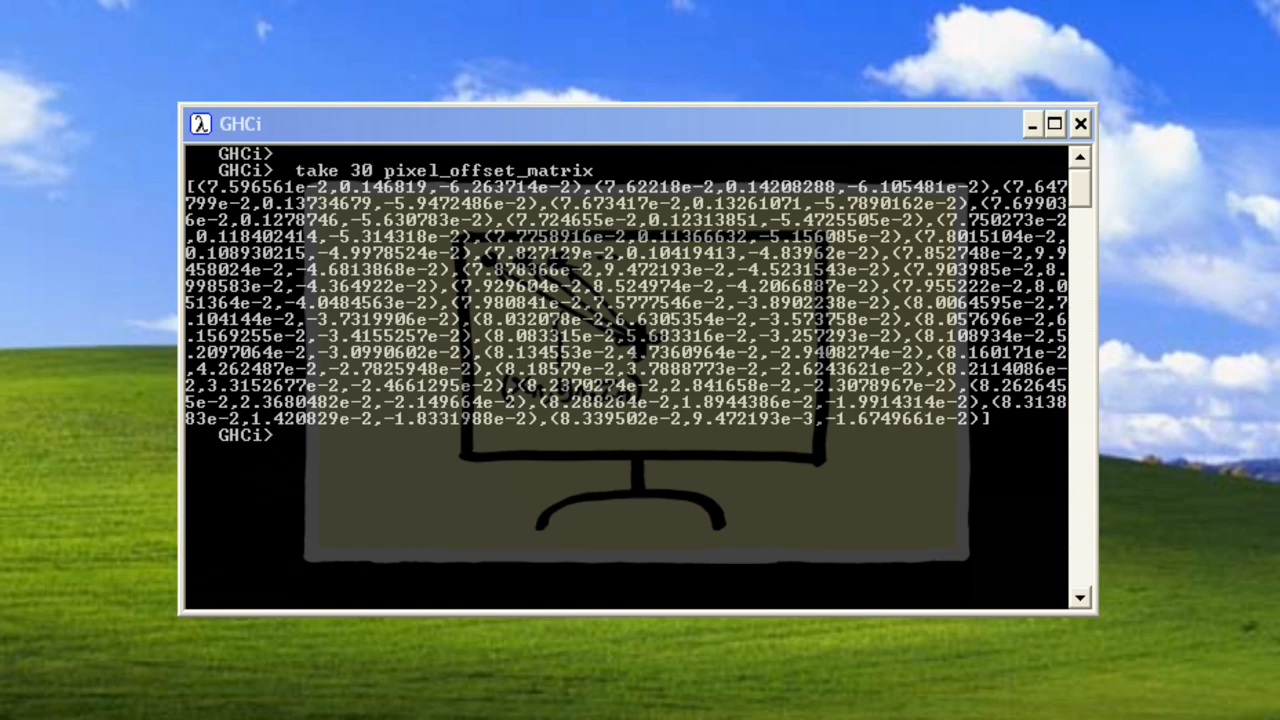 GHCi
GHCi>
GHCi> take 30 pixel_offset_matrix
[(7.596561e-2,0.146819,-6.263714e-2),(7.62218e-2,0.14208288,-6.105481e-2),(7.647
799e-2,0.13734679,-5.9472486e-2),(7.673417e-2,0.13261071,-5.7890162e-2),(7.69903
6e-2,0.1278746,-5.630783e-2),(7.724655e-2,0.12313851,-5.4725505e-2),(7.750273e-2
,0.118402414,-5.314318e-2),(7.7758916e-2,0.11366632,-5.156085e-2),(7.8015104e-2,
0.108930215,-4.9978524e-2),(7.827129e-2,0.10419413,-4.83962e-2),(7.852748e-2,9.9
458024e-2,-4.6813868e-2),(7.878366e-2,9.472193e-2,-4.5231543e-2),(7.903985e-2,8.
998583e-2,-4.364922e-2),(7.929604e-2,8.524974e-2,-4.2066887e-2),(7.955222e-2,8.0
51364e-2,-4.0484563e-2),(7.980841e-2,7.5777546e-2,-3.8902238e-2),(8.0064595e-2,7
.104144e-2,-3.7319906e-2),(8.032078e-2,6.6305354e-2,-3.573758e-2),(8.057696e-2,6
.1569255e-2,-3.4155257e-2),(8.083315e-2,5.683316e-2,-3.257293e-2),(8.108934e-2,5
.2097064e-2,-3.0990602e-2),(8.134553e-2,4.7360964e-2,-2.9408274e-2),(8.160171e-2
,4.262487e-2,-2.7825948e-2),(8.18579e-2,3.7888773e-2,-2.6243621e-2),(8.2114086e-
2,3.3152677e-2,-2.4661295e-2),(8.237027e-2,2.841658e-2,-2.3078967e-2),(8.262645
5e-2,2.3680482e-2,-2.149664e-2),(8.288264e-2,1.8944386e-2,-1.9914314e-2),(8.3138
83e-2,1.420829e-2,-1.8331988e-2),(8.339502e-2,9.472193e-3,-1.6749661e-2)]
GHCi>